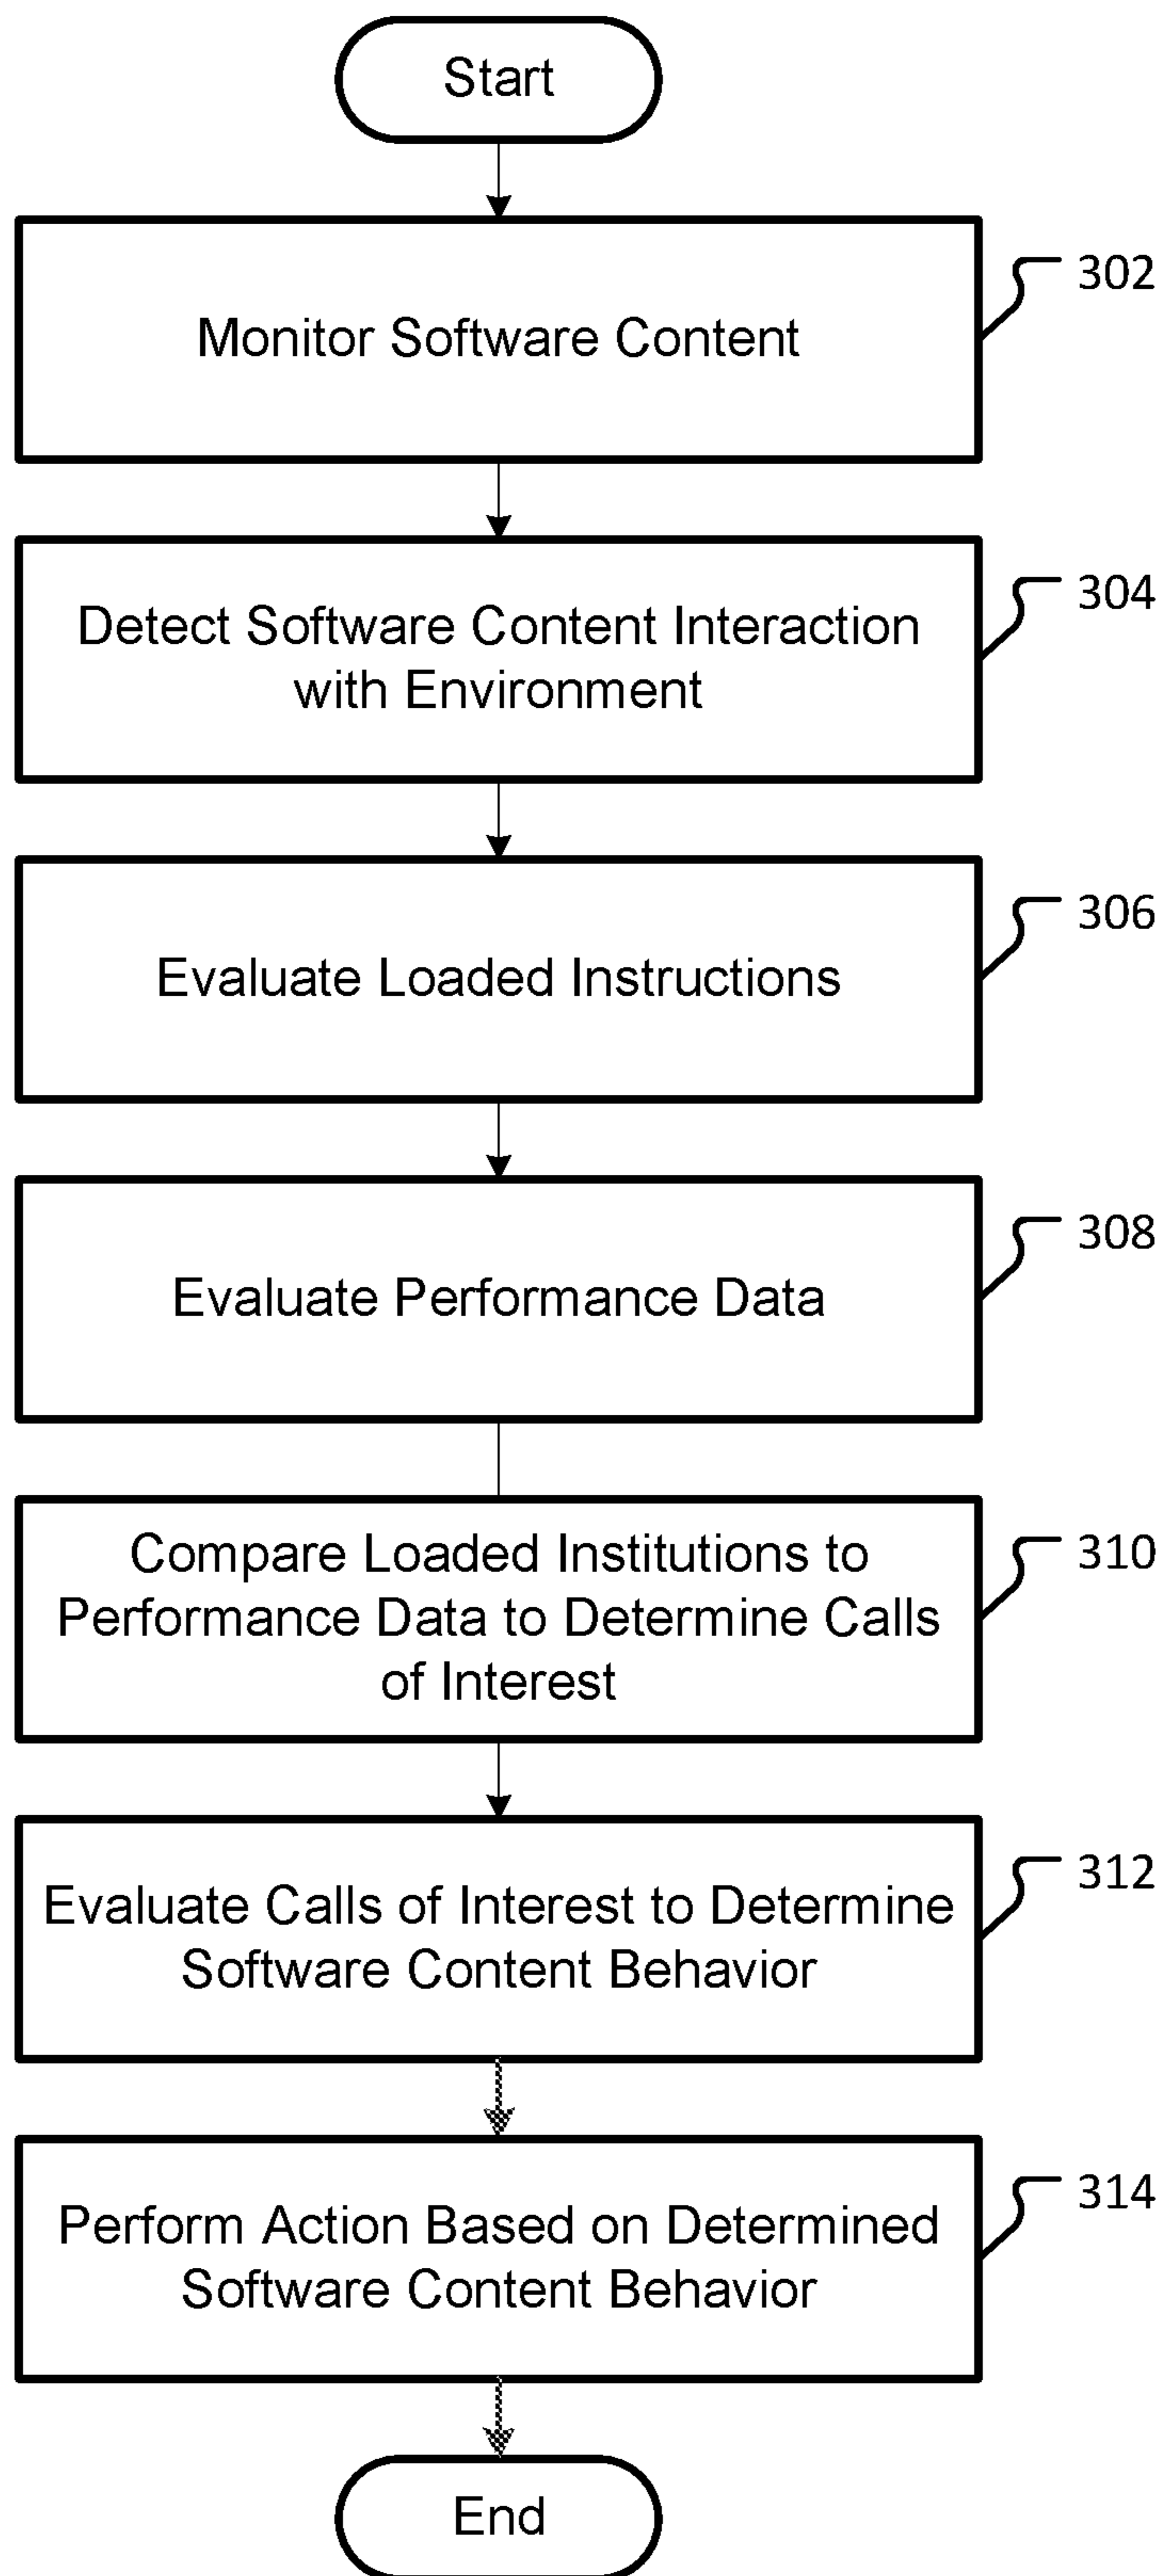 Start
Monitor Software Content
302
Detect Software Content Interaction
with Environment
304
Evaluate Loaded Instructions
306
Evaluate Performance Data
308
Compare Loaded Institutions to
Performance Data to Determine Calls
of Interest
310
Evaluate Calls of Interest to Determine
Software Content Behavior
312
Perform Action Based on Determined
Software Content Behavior
314
End